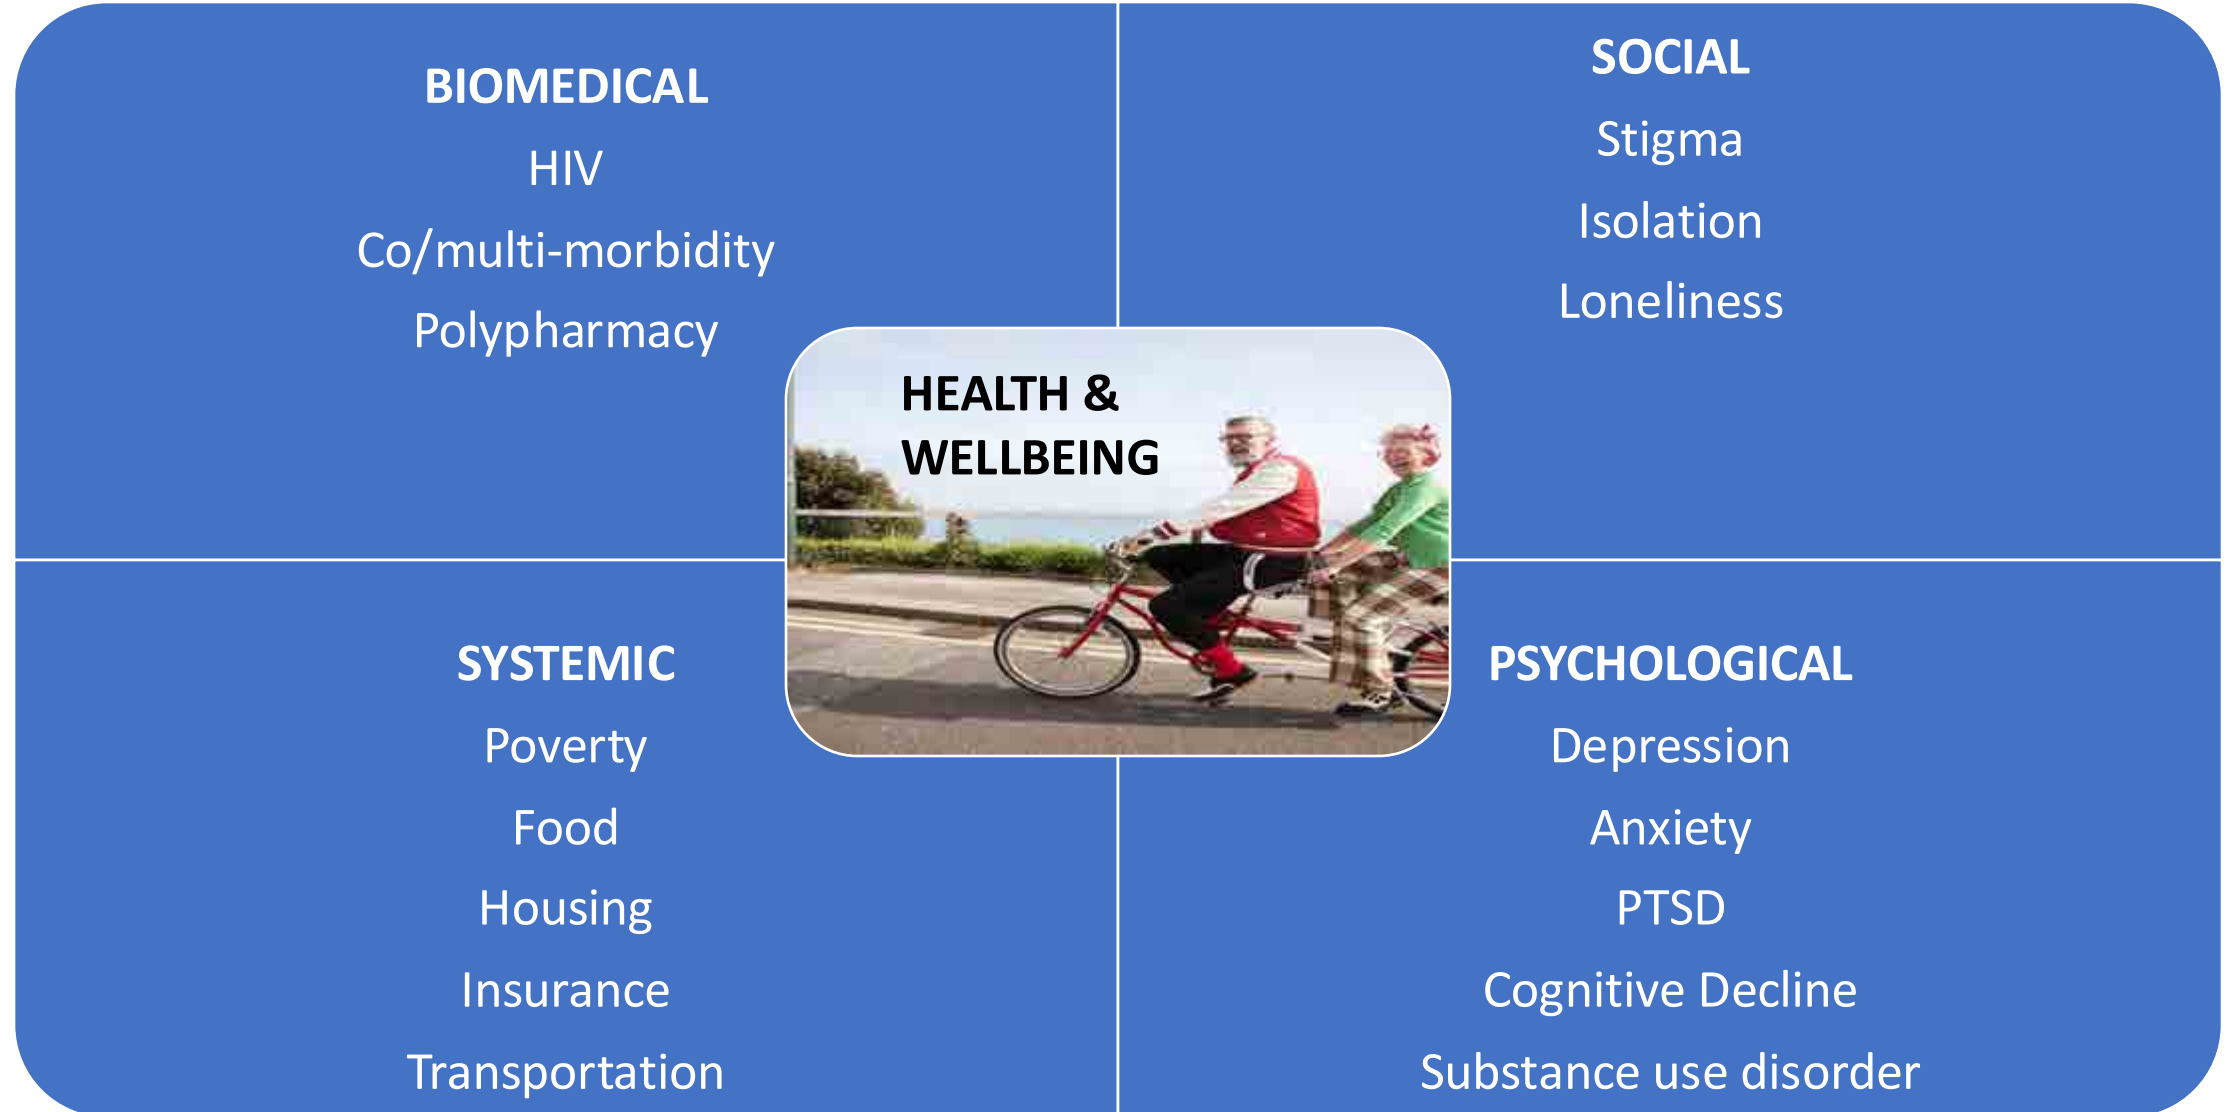 BIOMEDICAL
HIV
Co/multi-morbidity
Polypharmacy
SOCIAL
Stigma
Isolation
Loneliness
HEALTH &
WELLBEING
SYSTEMIC
Poverty
Food
Housing
Insurance
Transportation
PSYCHOLOGICAL
Depression
Anxiety
PTSD
Cognitive Decline
Substance use disorder